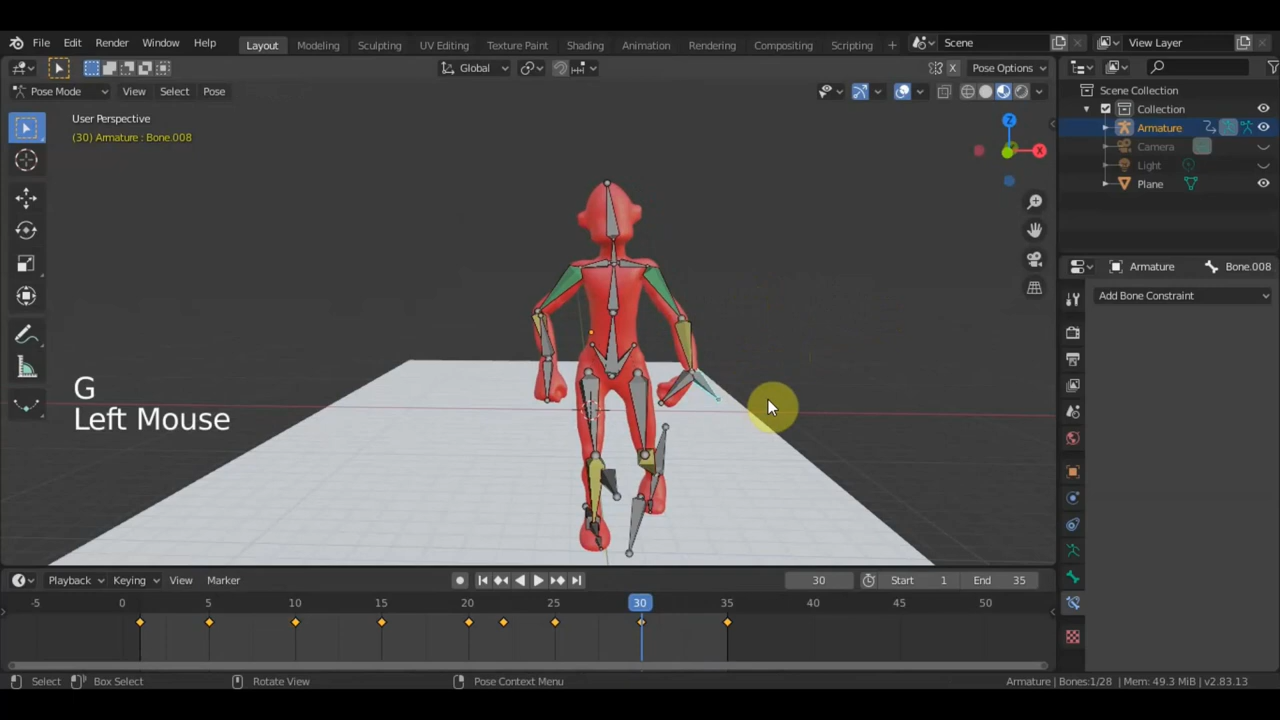 File Edit Render Window Help Layout Modeling Sculpting UV Editing Texture Paint Shading Animation Rendering Compositing Scripting + Scene View Layer
Global Pose Options
Pose Mode View Select Pose
X
User Perspective
(30) Armature : Bone.008
Z
X
Scene Collection
Collection
Armature
Camera
Light
Plane
Armature Bone.008
Add Bone Constraint
G
Left Mouse
Playback Keying View Marker 30 Start 1 End 35
-5 0 5 10 15 20 25 30 35 40 45 50
Select Box Select Rotate View Pose Context Menu Armature | Bones:1/28 | Mem: 49.3 MiB | v2.83.13